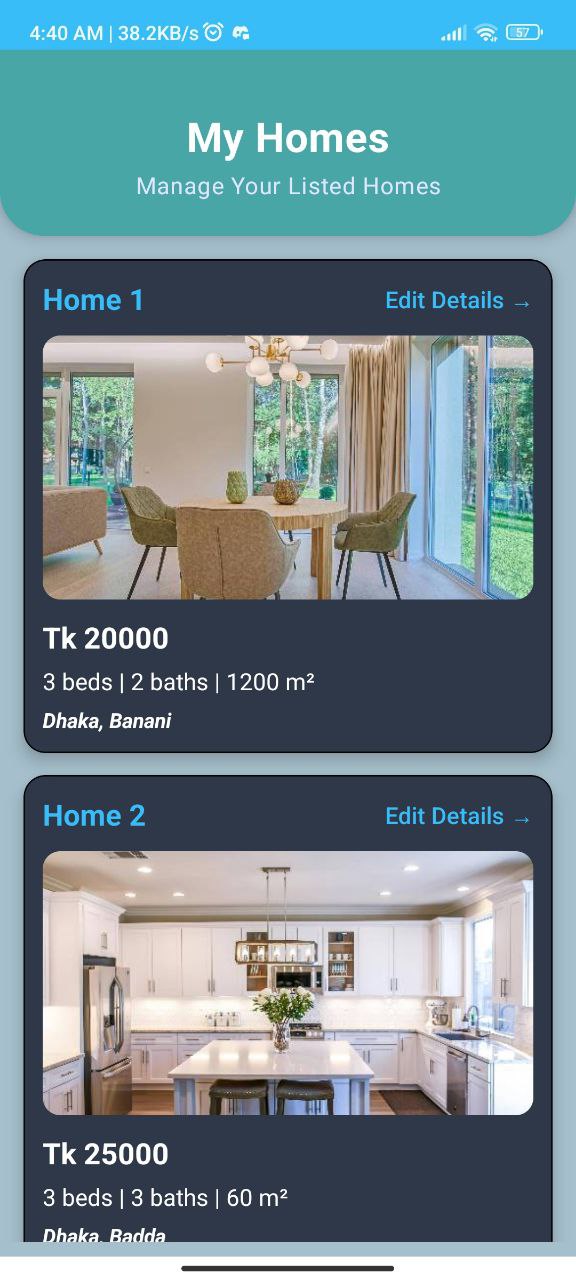 4:40 AM | 38.2KB/s
57
My Homes
Manage Your Listed Homes
Home 1
Edit Details →
Tk 20000
3 beds | 2 baths | 1200 m²
Dhaka, Banani
Home 2
Edit Details →
Tk 25000
3 beds | 3 baths | 60 m²
Dhaka, Badda